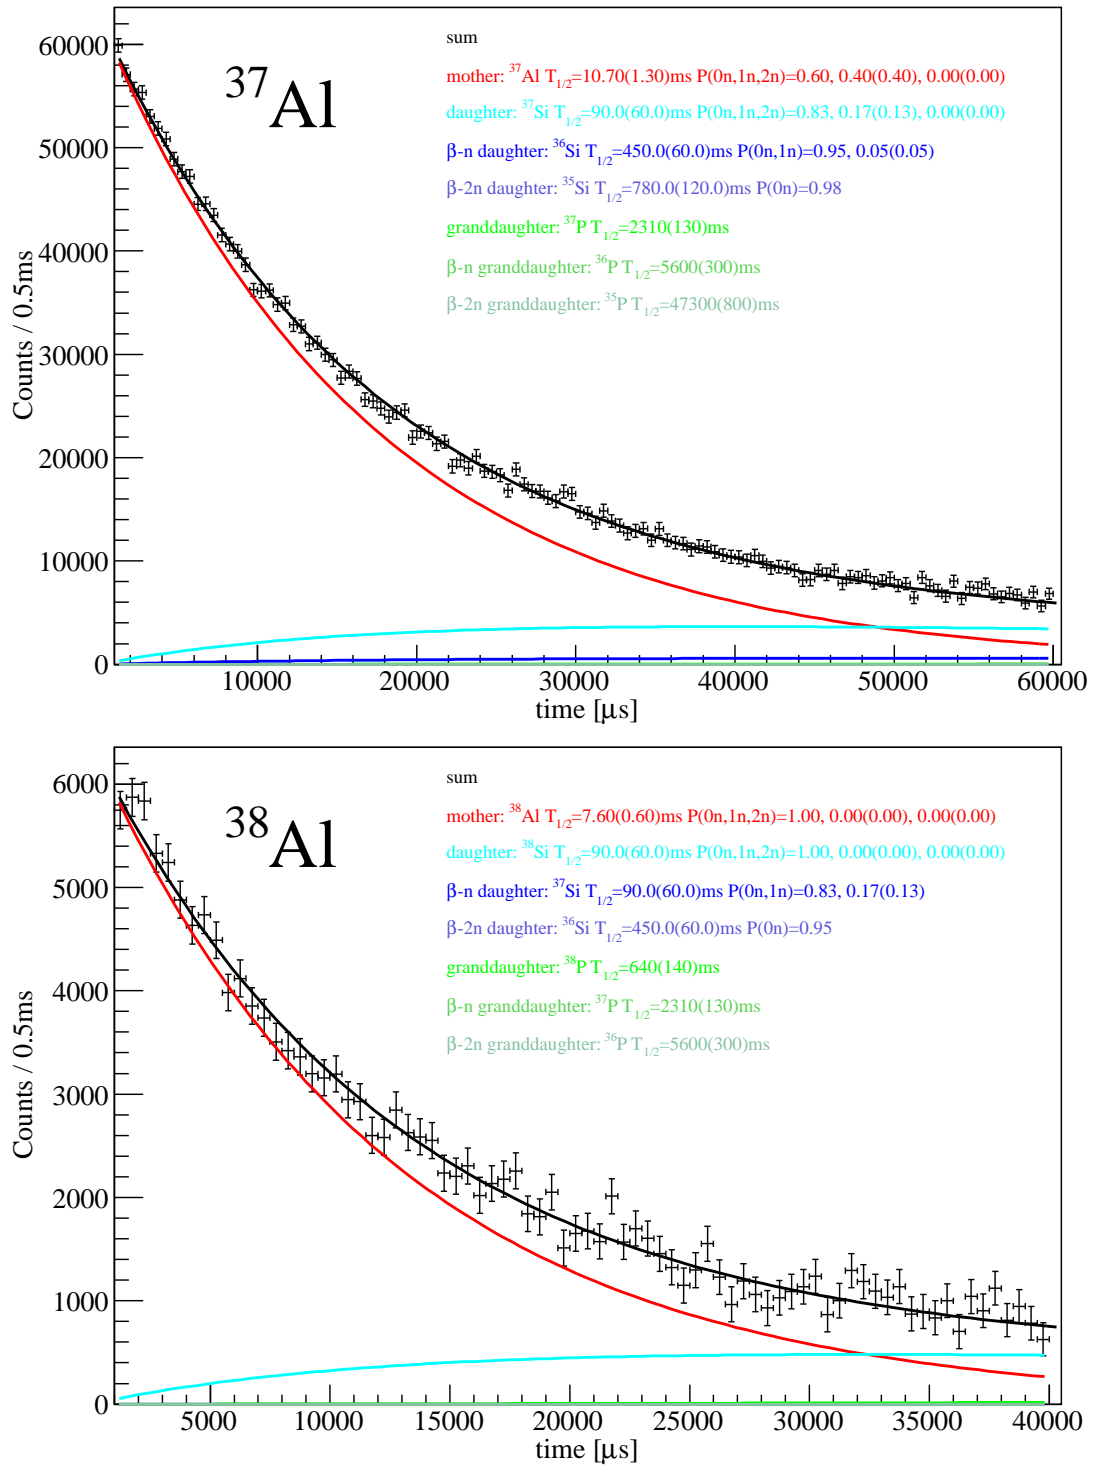 60000
50000
40000
30000
20000
10000
0
Counts / 0.5ms
³⁷Al
sum
mother: ³⁷Al T₁/₂=10.70(1.30)ms P(0n,1n,2n)=0.60, 0.40(0.40), 0.00(0.00)
daughter: ³⁷Si T₁/₂=90.0(60.0)ms P(0n,1n,2n)=0.83, 0.17(0.13), 0.00(0.00)
β-n daughter: ³⁶Si T₁/₂=450.0(60.0)ms P(0n,1n)=0.95, 0.05(0.05)
β-2n daughter: ³⁵Si T₁/₂=780.0(120.0)ms P(0n)=0.98
granddaughter: ³⁷P T₁/₂=2310(130)ms
β-n granddaughter: ³⁶P T₁/₂=5600(300)ms
β-2n granddaughter: ³⁵P T₁/₂=47300(800)ms
10000 20000 30000 40000 50000 60000
time [μs]
6000
5000
4000
3000
2000
1000
0
Counts / 0.5ms
³⁸Al
sum
mother: ³⁸Al T₁/₂=7.60(0.60)ms P(0n,1n,2n)=1.00, 0.00(0.00), 0.00(0.00)
daughter: ³⁸Si T₁/₂=90.0(60.0)ms P(0n,1n,2n)=1.00, 0.00(0.00), 0.00(0.00)
β-n daughter: ³⁷Si T₁/₂=90.0(60.0)ms P(0n,1n)=0.83, 0.17(0.13)
β-2n daughter: ³⁶Si T₁/₂=450.0(60.0)ms P(0n)=0.95
granddaughter: ³⁸P T₁/₂=640(140)ms
β-n granddaughter: ³⁷P T₁/₂=2310(130)ms
β-2n granddaughter: ³⁶P T₁/₂=5600(300)ms
5000 10000 15000 20000 25000 30000 35000 40000
time [μs]